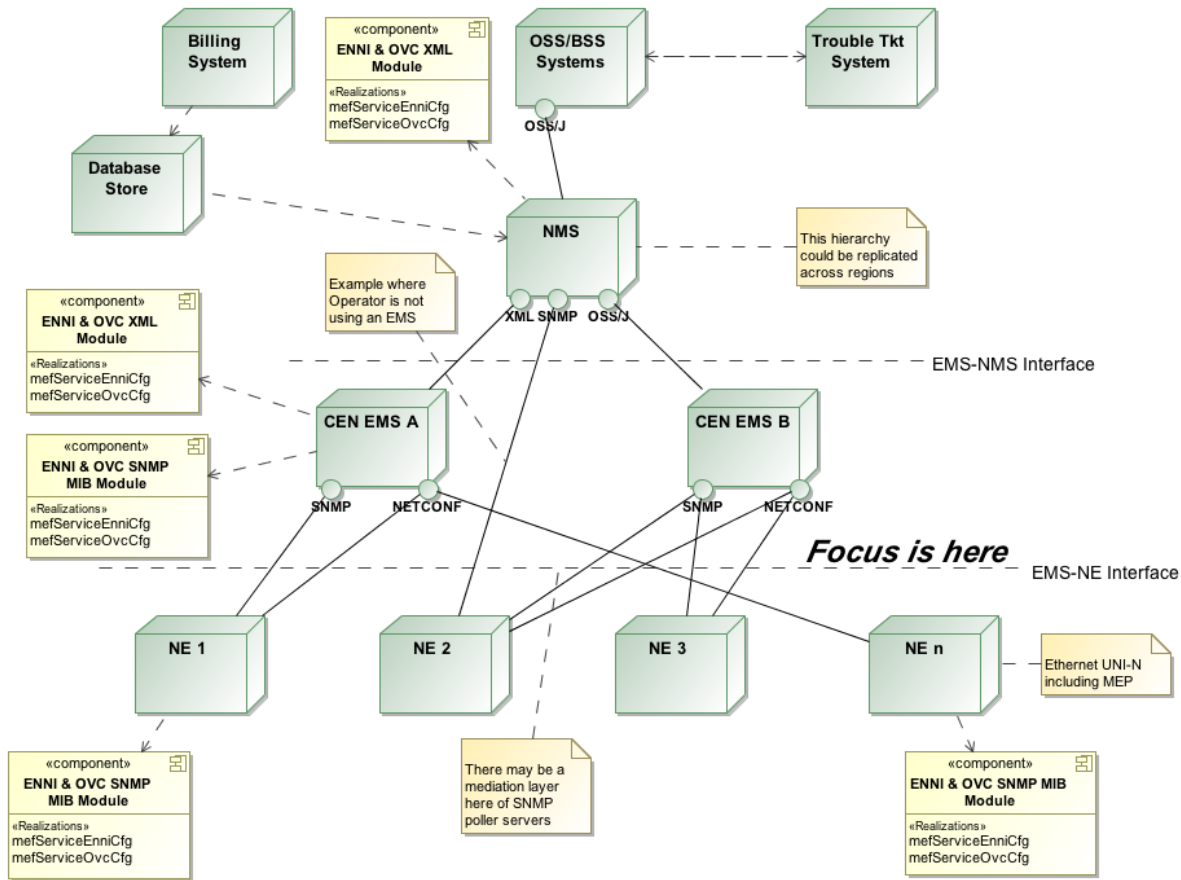 Billing
System
«component»
ENNI & OVC XML
Module
«Realizations»
mefServiceEnniCfg
mefServiceOvcCfg
OSS/BSS
Systems
Trouble Tkt
System
OSS/J
Database
Store
NMS
This hierarchy
could be replicated
across regions
Example where
Operator is not
using an EMS
XML SNMP OSS/J
«component»
ENNI & OVC XML
Module
«Realizations»
mefServiceEnniCfg
mefServiceOvcCfg
EMS-NMS Interface
CEN EMS A
CEN EMS B
«component»
ENNI & OVC SNMP
MIB Module
«Realizations»
mefServiceEnniCfg
mefServiceOvcCfg
SNMP NETCONF
SNMP NETCONF
Focus is here
EMS-NE Interface
NE 1
NE 2
NE 3
NE n
Ethernet UNI-N
including MEP
«component»
ENNI & OVC SNMP
MIB Module
«Realizations»
mefServiceEnniCfg
mefServiceOvcCfg
There may be a
mediation layer
here of SNMP
poller servers
«component»
ENNI & OVC SNMP MIB
Module
«Realizations»
mefServiceEnniCfg
mefServiceOvcCfg